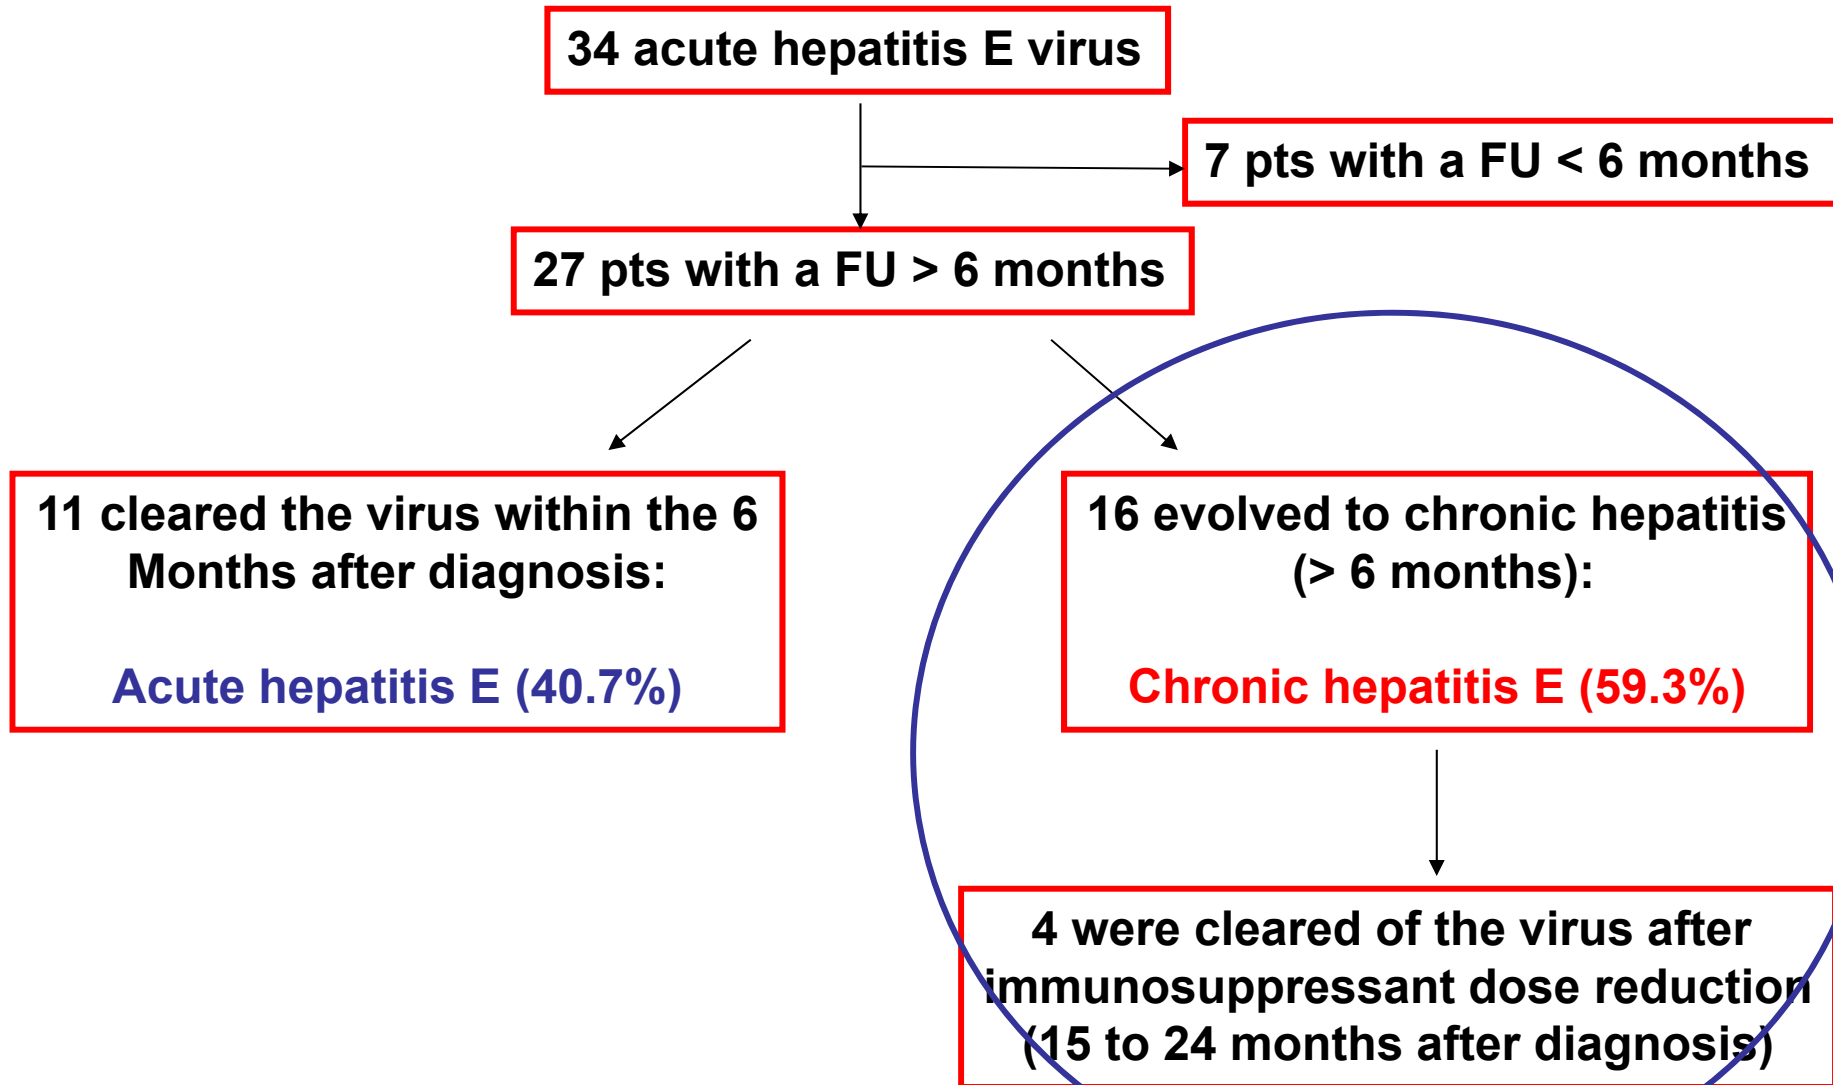 34 acute hepatitis E virus
7 pts with a FU < 6 months
27 pts with a FU > 6 months
11 cleared the virus within the 6
Months after diagnosis:
Acute hepatitis E (40.7%)
16 evolved to chronic hepatitis
(> 6 months):
Chronic hepatitis E (59.3%)
4 were cleared of the virus after
immunosuppressant dose reduction
(15 to 24 months after diagnosis)